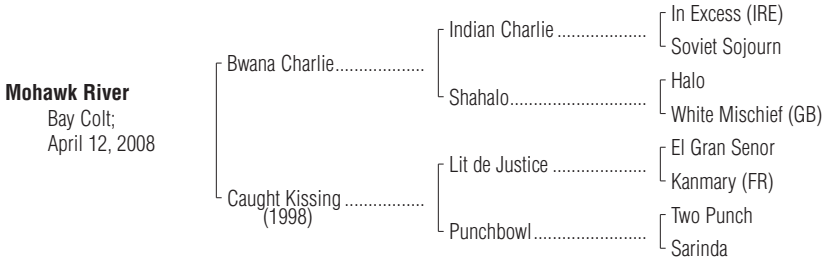 In Excess (IRE)
Indian Charlie ..................
Soviet Sojourn
Bwana Charlie..................
Halo
Mohawk River
Shahalo...........................
Bay Colt;
White Mischief (GB)
April 12, 2008
El Gran Senor
Lit de Justice ...................
Kanmary (FR)
Caught Kissing ................
(1998)
Two Punch
Punchbowl.......................
Sarinda